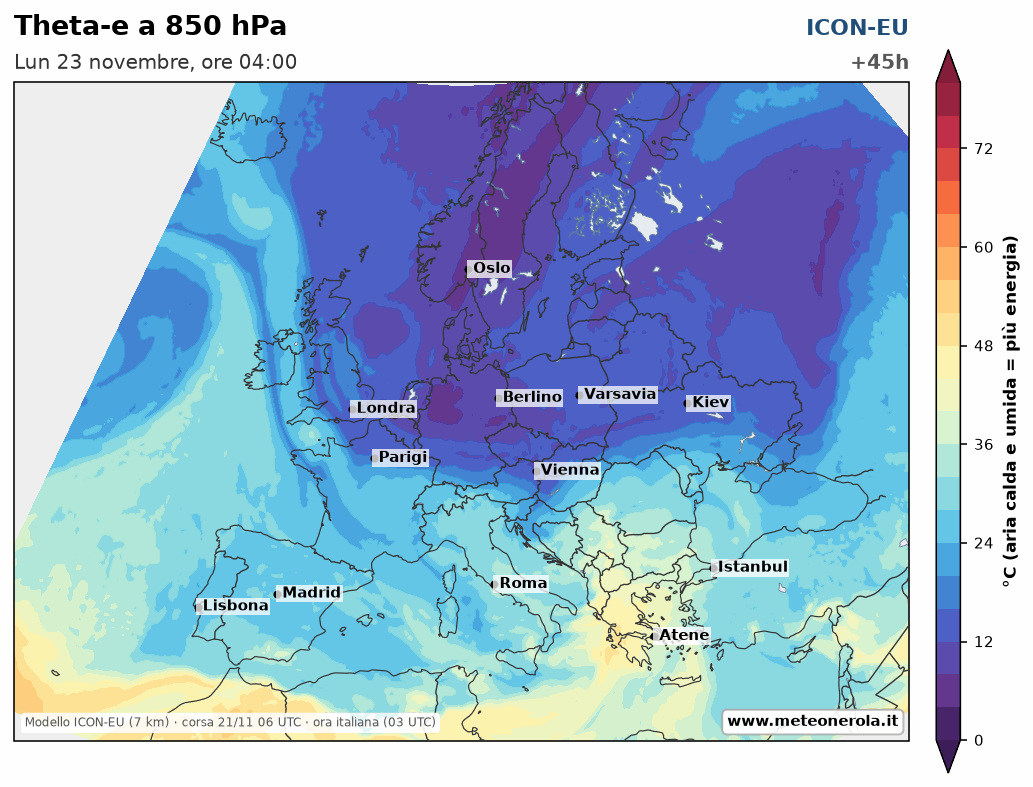 Theta-e a 850 hPa
ICON-EU
Lun 23 novembre, ore 04:00
+45h
72
60
48
36
24
12
0
°C (aria calda e umida = più energia)
Oslo
Berlino
Varsavia
Kiev
Londra
Parigi
Vienna
Istanbul
Roma
Madrid
Lisbona
Atene
Modello ICON-EU (7 km) · corsa 21/11 06 UTC · ora italiana (03 UTC)
www.meteonerola.it